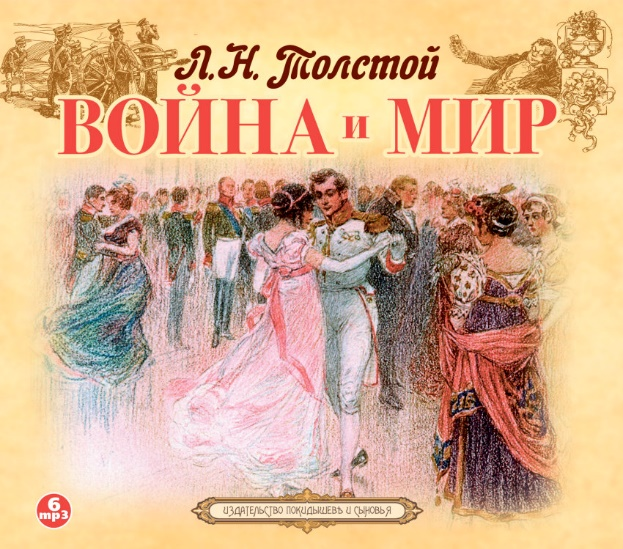 Л.Н. Толстой
ВОЙНА и МИР
6
mp3
ИЗДАТЕЛЬСТВО ПОКИДЫШЕВЪ И СЫНОВЬЯ